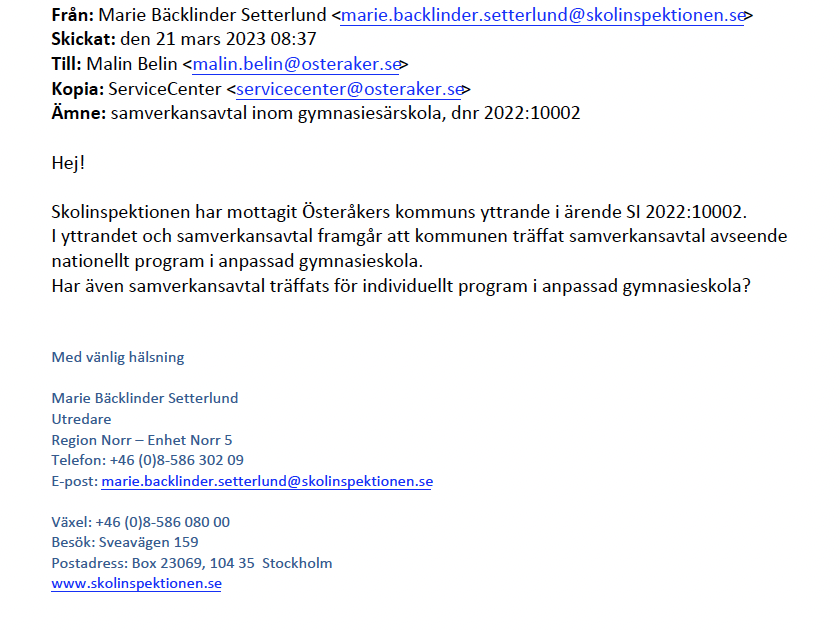 Från: Marie Bäcklinder Setterlund <marie.backlinder.setterlund@skolinspektionen.se>
Skickat: den 21 mars 2023 08:37
Till: Malin Belin <malin.belin@osteraker.se>
Kopia: ServiceCenter <servicecenter@osteraker.se>
Ämne: samverkansavtal inom gymnasiesärskola, dnr 2022:10002
Hej!
Skolinspektionen har mottagit Österåkers kommuns yttrande i ärende SI 2022:10002.
I yttrandet och samverkansavtal framgår att kommunen träffat samverkansavtal avseende
nationellt program i anpassad gymnasieskola.
Har även samverkansavtal träffats för individuellt program i anpassad gymnasieskola?
Med vänlig hälsning
Marie Bäcklinder Setterlund
Utredare
Region Norr – Enhet Norr 5
Telefon: +46 (0)8-586 302 09
E-post: marie.backlinder.setterlund@skolinspektionen.se
Växel: +46 (0)8-586 080 00
Besök: Sveavägen 159
Postadress: Box 23069, 104 35  Stockholm
www.skolinspektionen.se